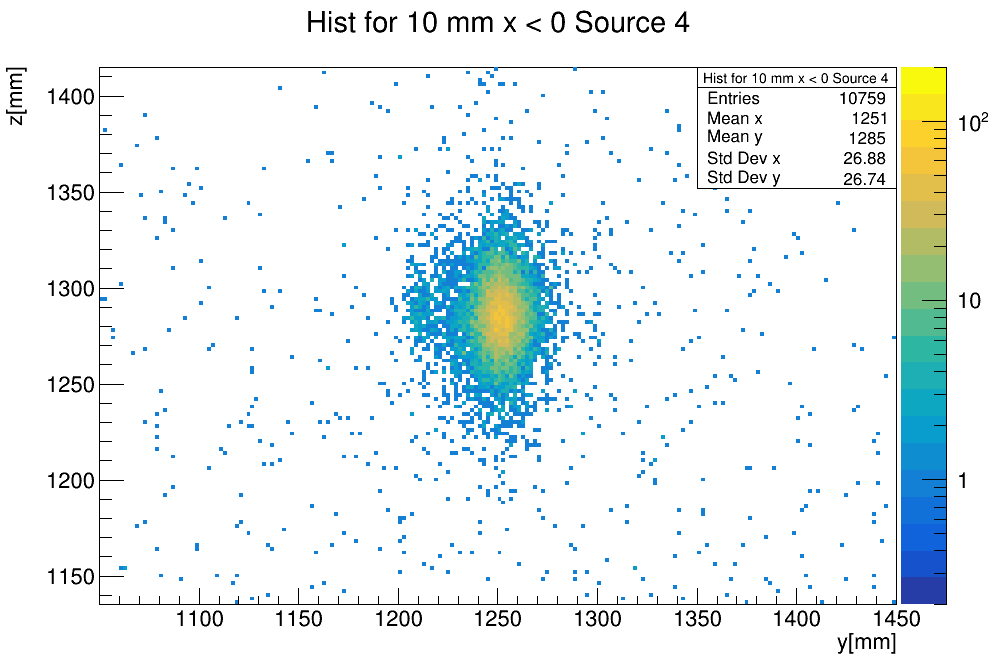 Hist for 10 mm x < 0 Source 4
z[mm]
Hist for 10 mm x < 0 Source 4
Entries 10759
Mean x 1251
Mean y 1285
Std Dev x 26.88
Std Dev y 26.74
1400
1350
1300
1250
1200
1150
10²
10
1
1100 1150 1200 1250 1300 1350 1400 1450
y[mm]